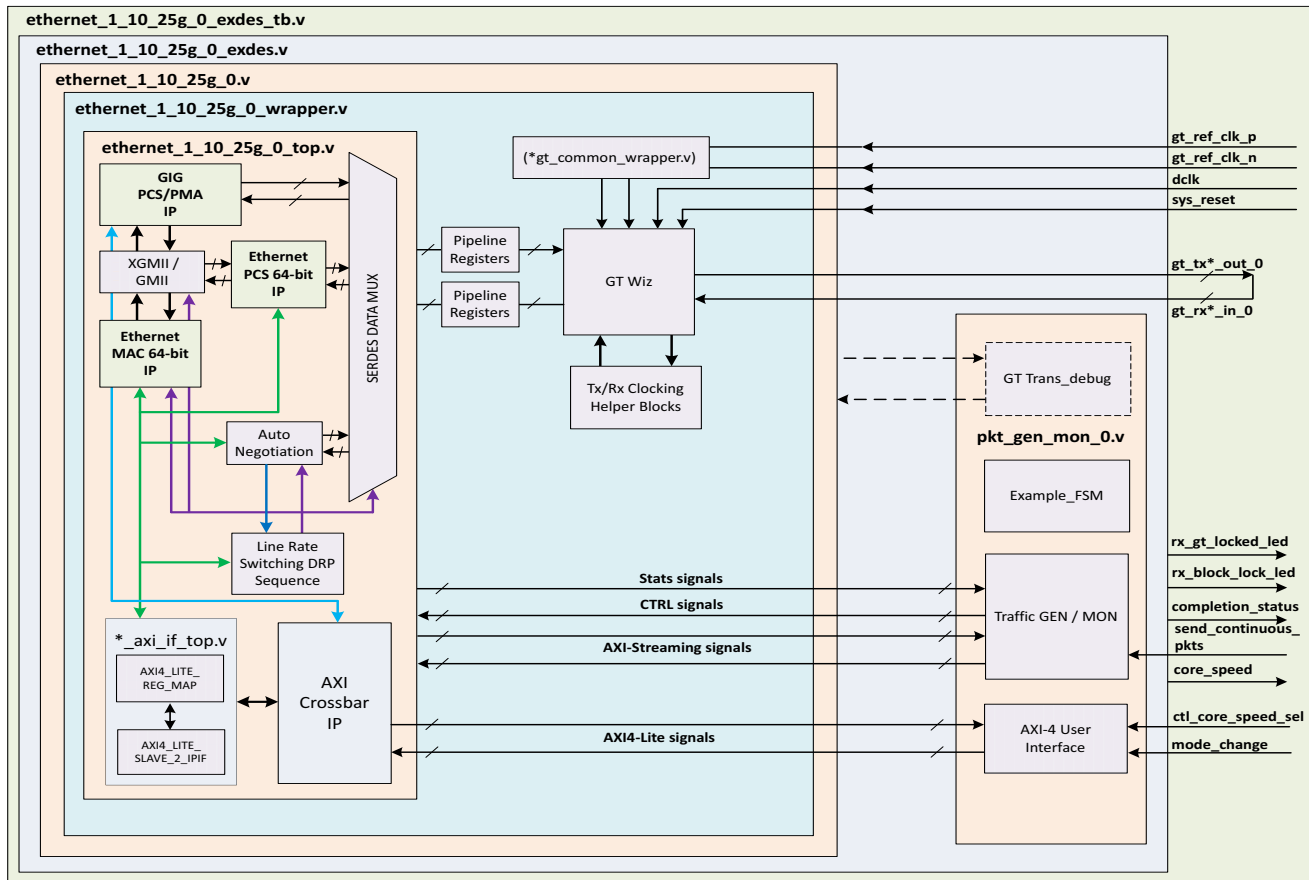 ethernet_1_10_25g_0_exdes_tb.v
ethernet_1_10_25g_0_exdes.v
ethernet_1_10_25g_0.v
ethernet_1_10_25g_0_wrapper.v
ethernet_1_10_25g_0_top.v
GIG
PCS/PMA
IP
XGMII /
GMII
Ethernet
PCS 64-bit
IP
Ethernet
MAC 64-bit
IP
SERDES DATA MUX
Auto
Negotiation
Line Rate
Switching DRP
Sequence
*_axi_if_top.v
AXI4_LITE_
REG_MAP
AXI4_LITE_
SLAVE_2_IPIF
AXI
Crossbar
IP
Pipeline
Registers
Pipeline
Registers
(*gt_common_wrapper.v)
GT Wiz
Tx/Rx Clocking
Helper Blocks
Stats signals
CTRL signals
AXI-Streaming signals
AXI4-Lite signals
GT Trans_debug
pkt_gen_mon_0.v
Example_FSM
Traffic GEN / MON
AXI-4 User
Interface
gt_ref_clk_p
gt_ref_clk_n
dclk
sys_reset
gt_tx*_out_0
gt_rx*_in_0
rx_gt_locked_led
rx_block_lock_led
completion_status
send_continuous_
pkts
core_speed
ctl_core_speed_sel
mode_change